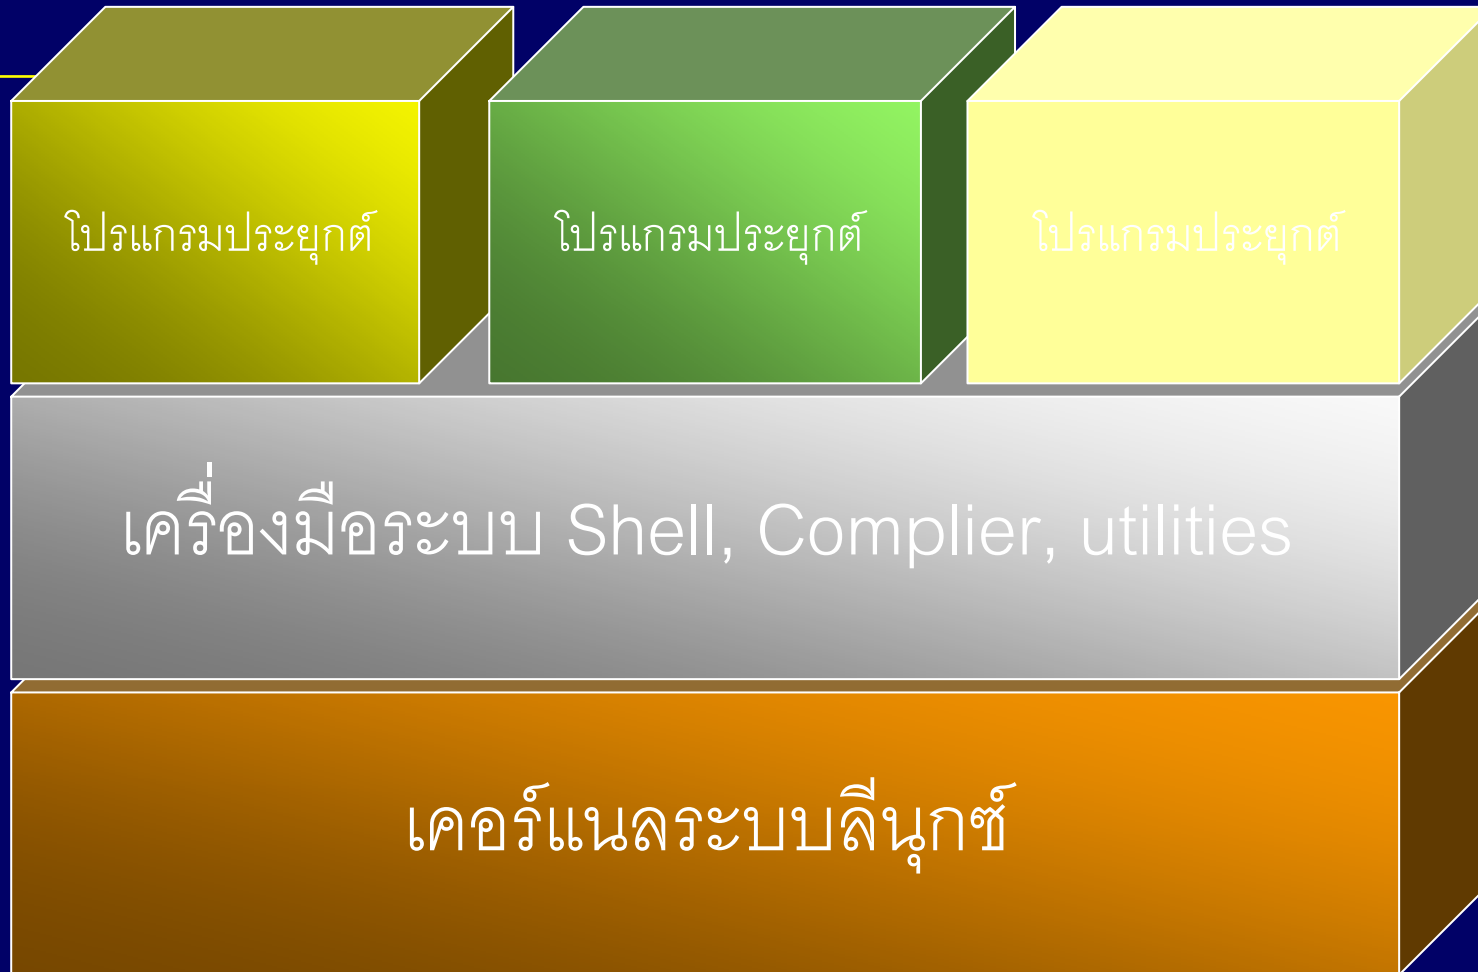 โปรแกรมประยุกต์
โปรแกรมประยุกต์
โปรแกรมประยุกต์
เครื่องมือระบบ Shell, Complier, utilities
เคอร์แนลระบบลีนุกซ์